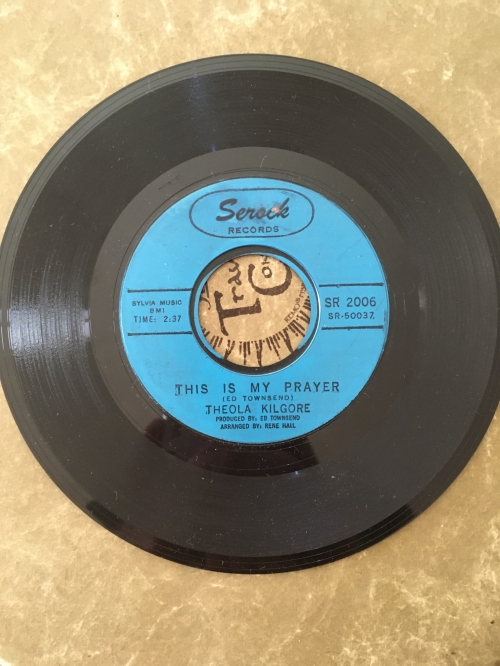 Serock
RECORDS
SYLVIA MUSIC
BMI
TIME: 2:37
SR 2006
SR-50037
THIS IS MY PRAYER
(ED TOWNSEND)
THEOLA KILGORE
PRODUCED BY: ED TOWNSEND
ARRANGED BY: RENE HALL